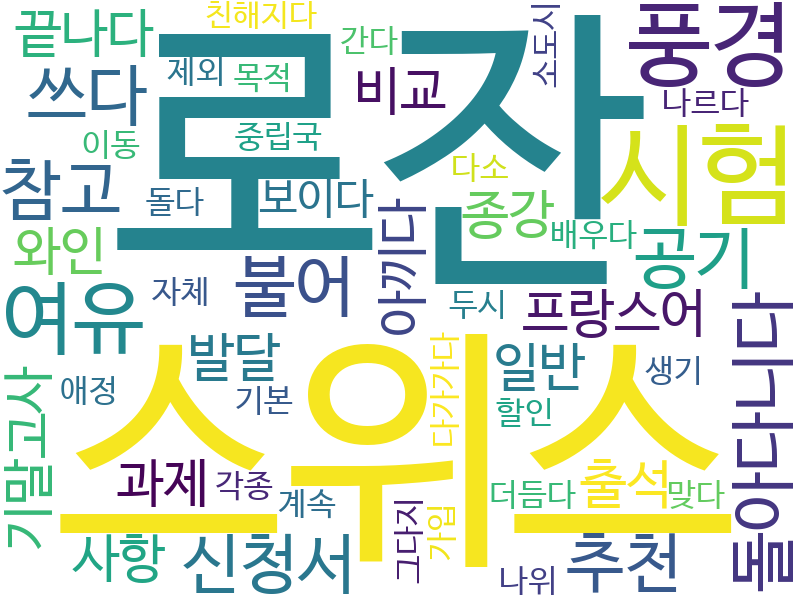 친해지다
끝나다
간다
소도시
풍경
로잔
제외
목적
비교
쓰다
나르다
이동
중립국
시험
다소
참고
돌다
보이다
종강
배우다
와인
아끼다
공기
불어
자체
두시
프랑스어
여유
돌아다니다
발달
일반
생기
애정
기본
다가가다
할인
스위스
기말고사
과제
각종
계속
그다지
가입
더듬다
출석
맞다
사항
신청서
나위
추천